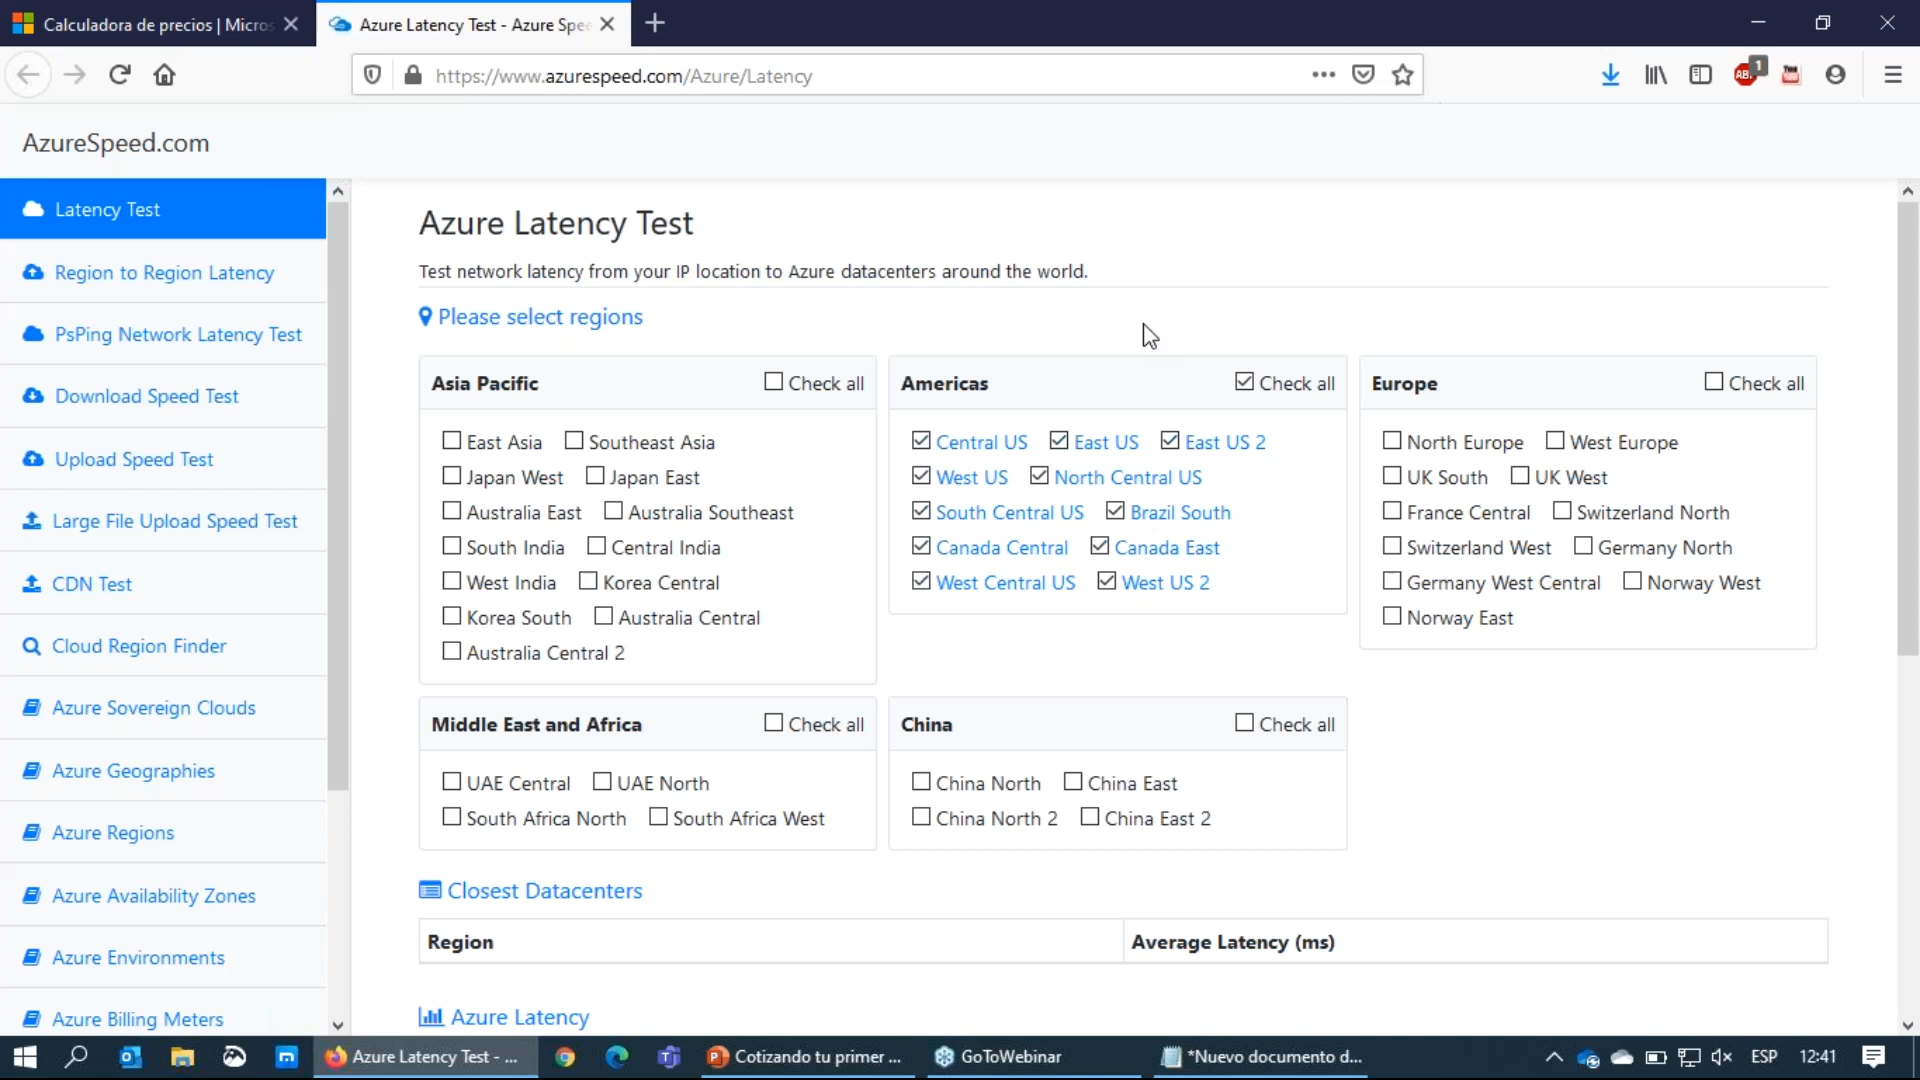 Calculadora de precios | Micros
Azure Latency Test - Azure Spee
https://www.azurespeed.com/Azure/Latency
ABP
1
AzureSpeed.com
Latency Test
Region to Region Latency
PsPing Network Latency Test
Download Speed Test
Upload Speed Test
Large File Upload Speed Test
CDN Test
Cloud Region Finder
Azure Sovereign Clouds
Azure Geographies
Azure Regions
Azure Availability Zones
Azure Environments
Azure Billing Meters
Azure Latency Test
Test network latency from your IP location to Azure datacenters around the world.
Please select regions
Asia Pacific Check all
East Asia Southeast Asia
Japan West Japan East
Australia East Australia Southeast
South India Central India
West India Korea Central
Korea South Australia Central
Australia Central 2
Americas Check all
Central US East US East US 2
West US North Central US
South Central US Brazil South
Canada Central Canada East
West Central US West US 2
Europe Check all
North Europe West Europe
UK South UK West
France Central Switzerland North
Switzerland West Germany North
Germany West Central Norway West
Norway East
Middle East and Africa Check all
UAE Central UAE North
South Africa North South Africa West
China Check all
China North China East
China North 2 China East 2
Closest Datacenters
Region Average Latency (ms)
Azure Latency
Azure Latency Test - ...
Cotizando tu primer ...
GoToWebinar
*Nuevo documento d...
ESP
12:41